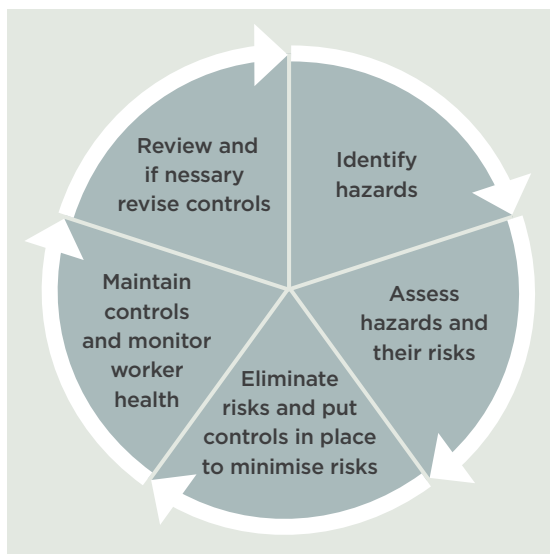 Identify
hazards
Assess
hazards and
their risks
Eliminate
risks and put
controls in place
to minimise risks
Maintain
controls
and monitor
worker
health
Review and
if nessary
revise controls